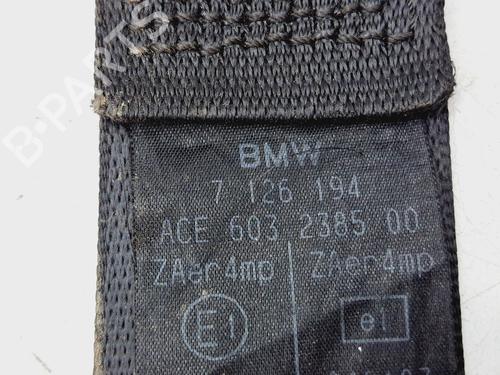 B-PARTS
BMW
7 126 194
ACE 603 2385 00
ZAer4mp ZAer4mp
E1 e1